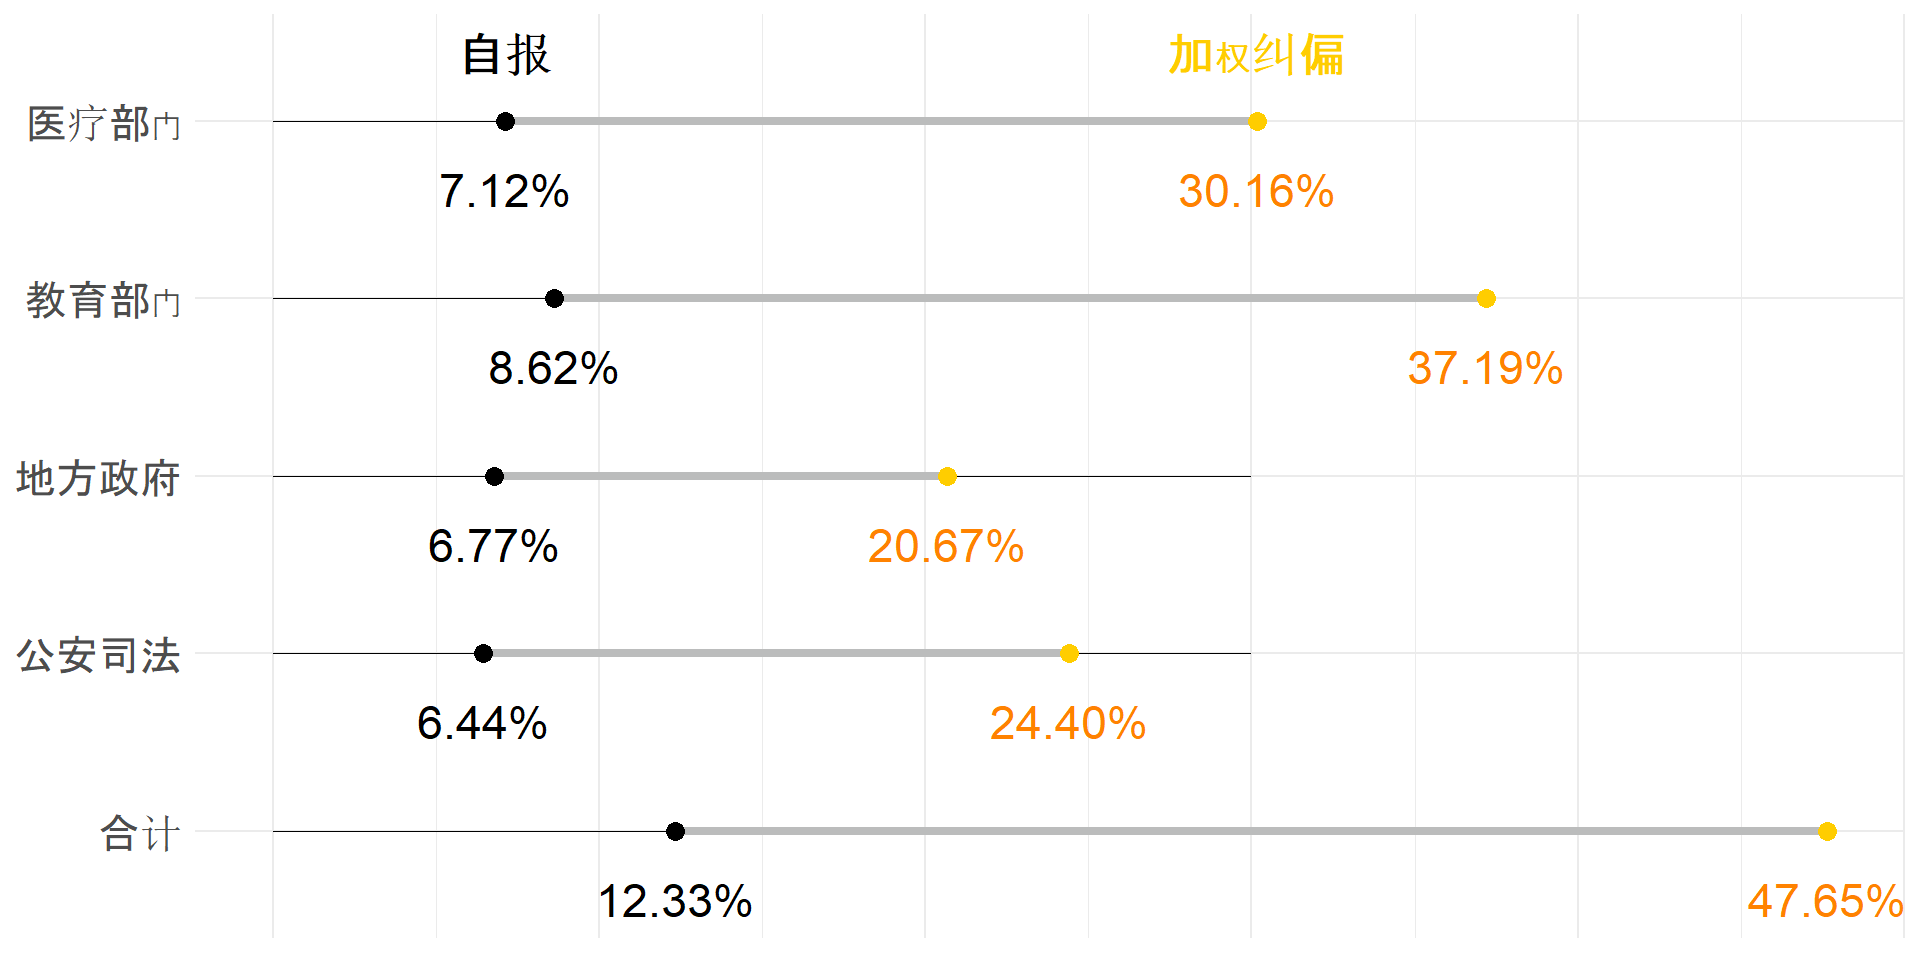 自报 加权纠偏
医疗部门
7.12% 30.16%
教育部门
8.62% 37.19%
地方政府
6.77% 20.67%
公安司法
6.44% 24.40%
合计
12.33% 47.65%